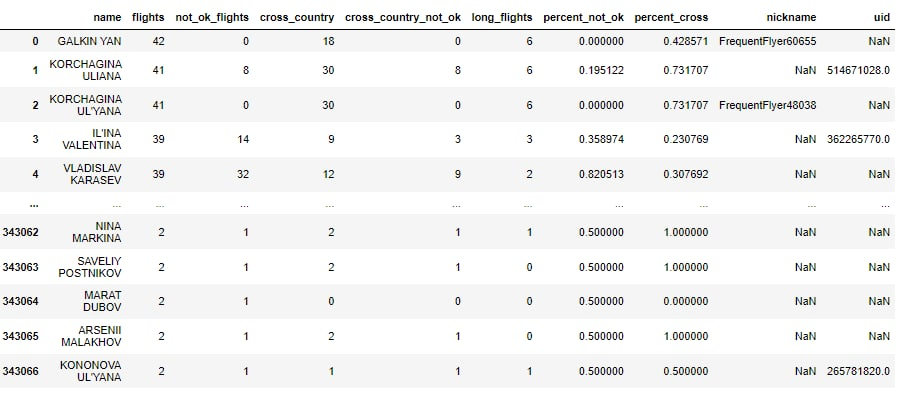 name flights not_ok_flights cross_country cross_country_not_ok long_flights percent_not_ok percent_cross nickname uid
0 GALKIN YAN 42 0 18 0 6 0.000000 0.428571 FrequentFlyer60655 NaN
1 KORCHAGINA ULIANA 41 8 30 8 6 0.195122 0.731707 NaN 514671028.0
2 KORCHAGINA UL'YANA 41 0 30 0 6 0.000000 0.731707 FrequentFlyer48038 NaN
3 IL'INA VALENTINA 39 14 9 3 3 0.358974 0.230769 NaN 362265770.0
4 VLADISLAV KARASEV 39 32 12 9 2 0.820513 0.307692 NaN NaN
... ... ... ... ... ... ... ... ... ... ...
343062 NINA MARKINA 2 1 2 1 1 0.500000 1.000000 NaN NaN
343063 SAVELIY POSTNIKOV 2 1 2 1 0 0.500000 1.000000 NaN NaN
343064 MARAT DUBOV 2 1 0 0 0 0.500000 0.000000 NaN NaN
343065 ARSENII MALAKHOV 2 1 2 1 0 0.500000 1.000000 NaN NaN
343066 KONONOVA UL'YANA 2 1 1 1 1 0.500000 0.500000 NaN 265781820.0